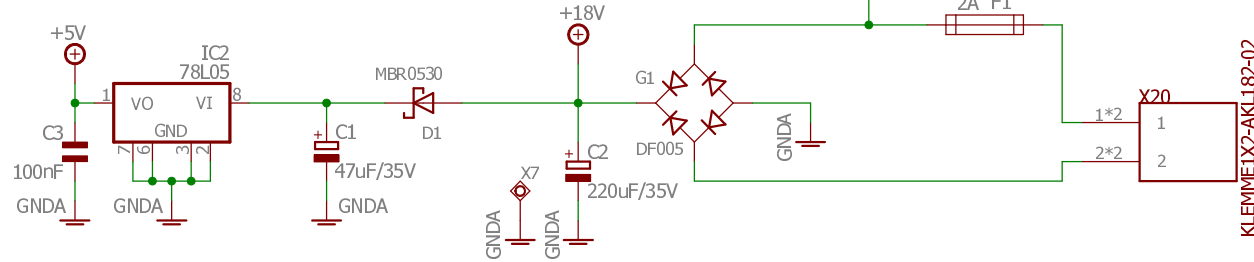 2A F1
+18V
+5V
IC2
78L05
MBR0530
G1
KLEMME1X2-AKL182-02
X20
1 VO VI 8
1*2 1
GND
C3
C1
D1
GNDA
7 6 3 2
+
+
C2
DF005
2*2 2
100nF
47uF/35V
X7
220uF/35V
GNDA
GNDA
GNDA
GNDA
GNDA